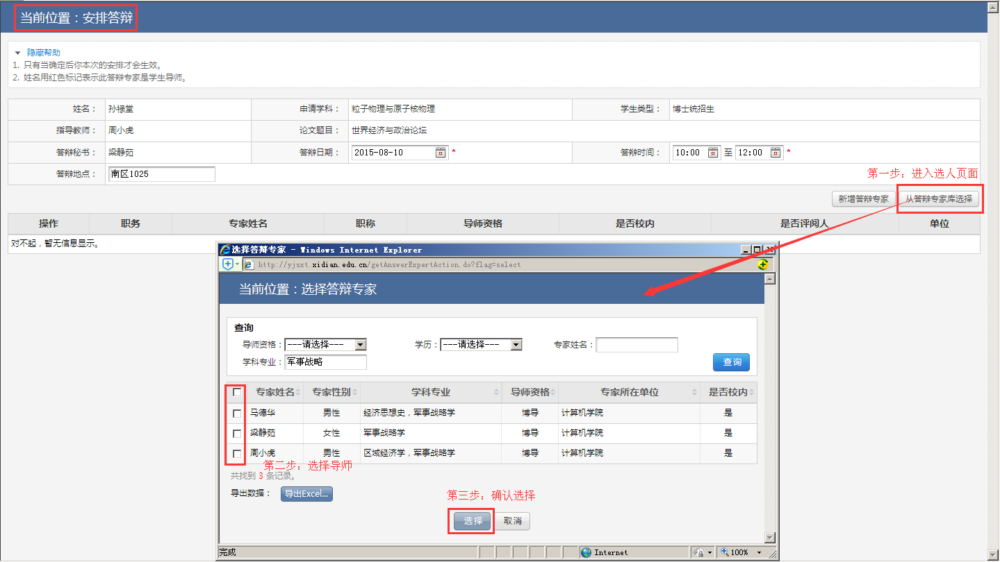 当前位置：安排答辩
隐藏帮助
1. 只有当确定后你本次的安排才会生效。
2. 姓名用红色标记表示此答辩专家是学生导师。
姓名： 孙禄堂 申请学科： 粒子物理与原子核物理 学生类型： 博士统招生
指导教师： 周小虎 论文题目： 世界经济与政治论坛
答辩秘书： 梁静茹 答辩日期： 2015-08-10 * 答辩时间： 10:00 至 12:00 *
答辩地点： 南区1025
第一步：进入选人页面
新增答辩专家 从答辩专家库选择
操作 职务 专家姓名 职称 导师资格 是否校内 是否评阅人 单位
对不起，暂无信息显示。
选择答辩专家 - Windows Internet Explorer
http://yjsxt.xidian.edu.cn/getAnswerExpertAction.do?flag=select
当前位置：选择答辩专家
查询
导师资格： ---请选择--- 学历： ---请选择--- 专家姓名：
学科专业： 军事战略
查询
专家姓名 专家性别 学科专业 导师资格 专家所在单位 是否校内
马德华 男性 经济思想史，军事战略学 博导 计算机学院 是
梁静茹 女性 军事战略学 博导 计算机学院 是
周小虎 男性 区域经济学，军事战略学 博导 计算机学院 是
第二步：选择导师
共找到 3 条记录。
导出数据： 导出Excel...
第三步：确认选择
选择 取消
完成 Internet 100%